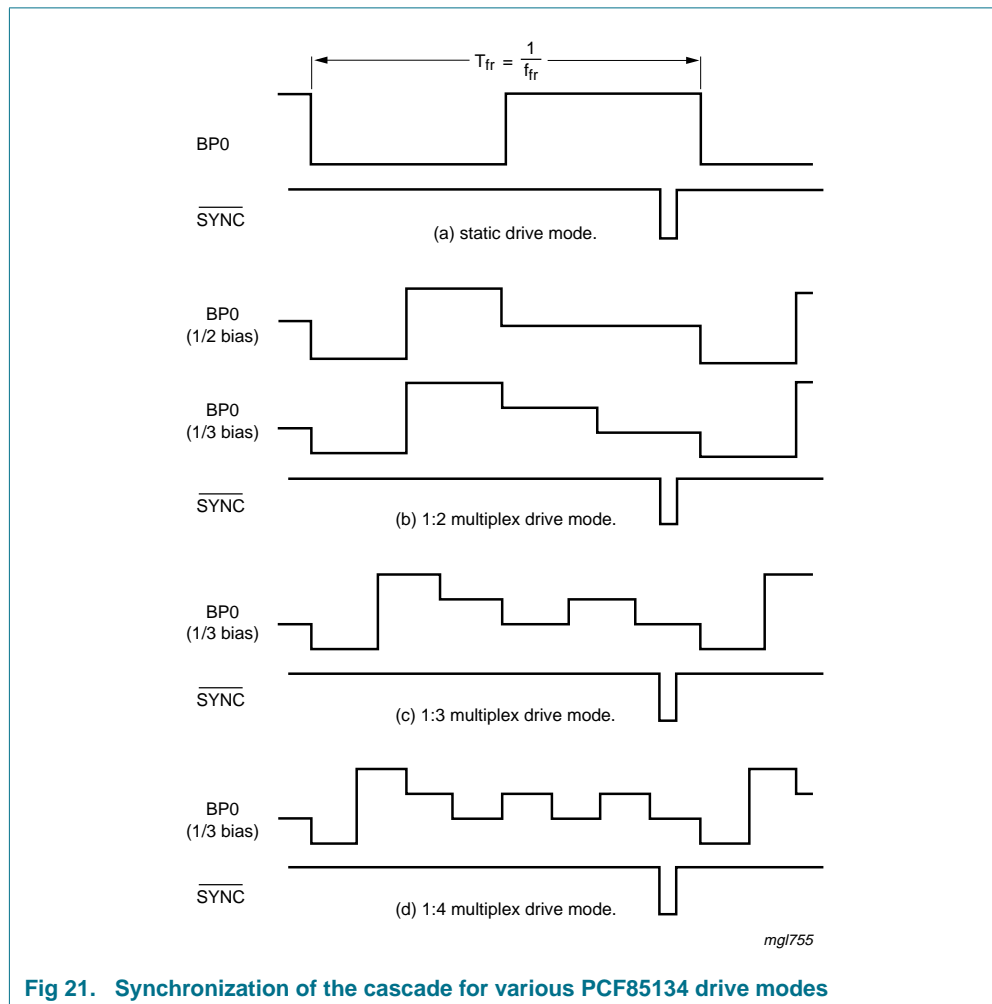 T_fr = 1/f_fr
BP0
SYNC
(a) static drive mode.
BP0
(1/2 bias)
BP0
(1/3 bias)
SYNC
(b) 1:2 multiplex drive mode.
BP0
(1/3 bias)
SYNC
(c) 1:3 multiplex drive mode.
BP0
(1/3 bias)
SYNC
(d) 1:4 multiplex drive mode.
mgl755
Fig 21. Synchronization of the cascade for various PCF85134 drive modes